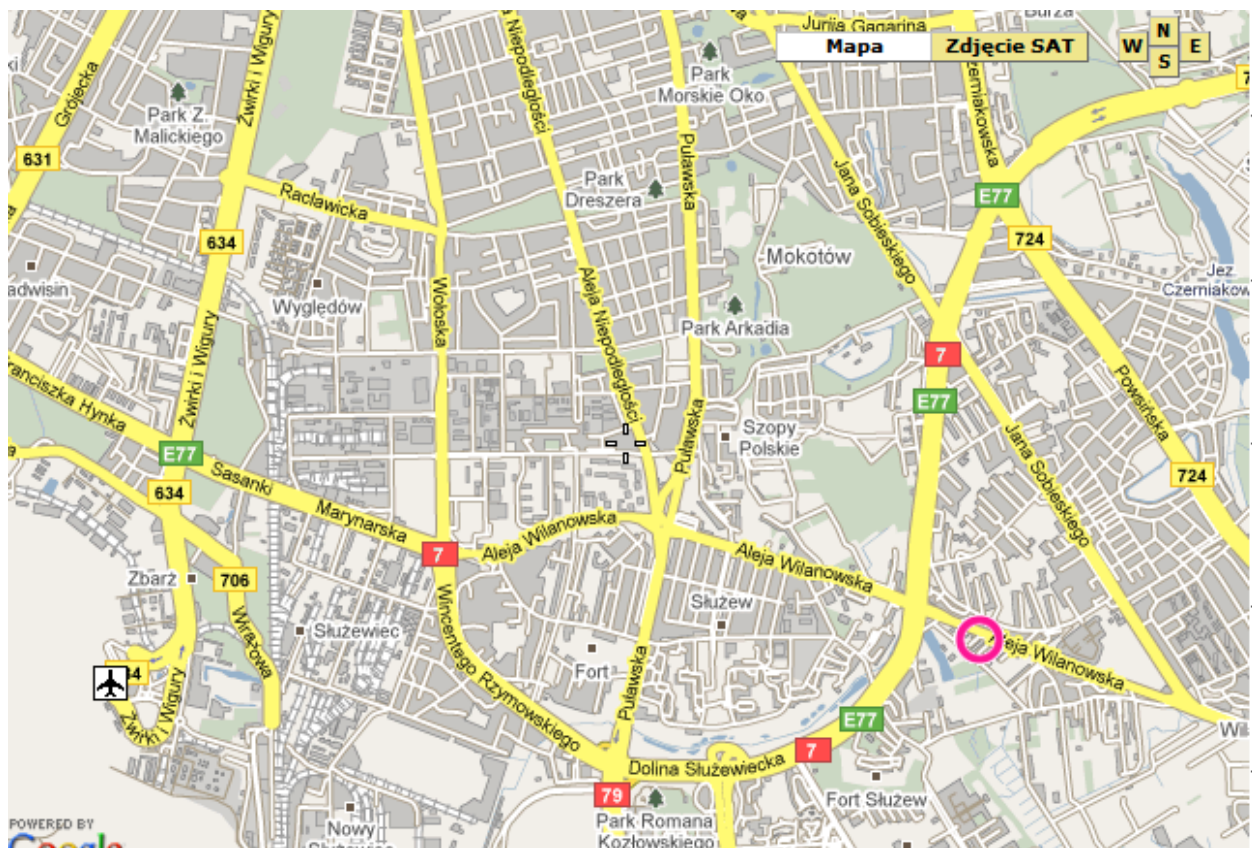 Jurija Gagarina
Burza
Mapa
Zdjęcie SAT
N
W
E
S
Żwirki i Wigury
Grójecka
Park Z.
Malickiego
631
Niepodległości
Park
Morskie Oko
Puławska
Jana Sobieskiego
E77
724
Racławicka
634
Park
Dreszera
Mokotów
Jez.
Wyględów
Wołoska
Aleja Niepodległości
Park Arkadia
Żwirki i Wigury
7
E77
Powsińska
Puławska
Szopy
Polskie
Jana Sobieskiego
724
E77
634
Sasanki
Marynarska
7
Aleja Wilanowska
Aleja Wilanowska
Zbarż
706
Wirażowa
Służewiec
Służew
Fort
Aleja Wilanowska
Wincentego Rzymowskiego
Puławska
Żwirki i Wigury
E77
7
Dolina Służewiecka
79
Park Romana
Kozłowskiego
Fort Służew
Nowy
POWERED BY
Google